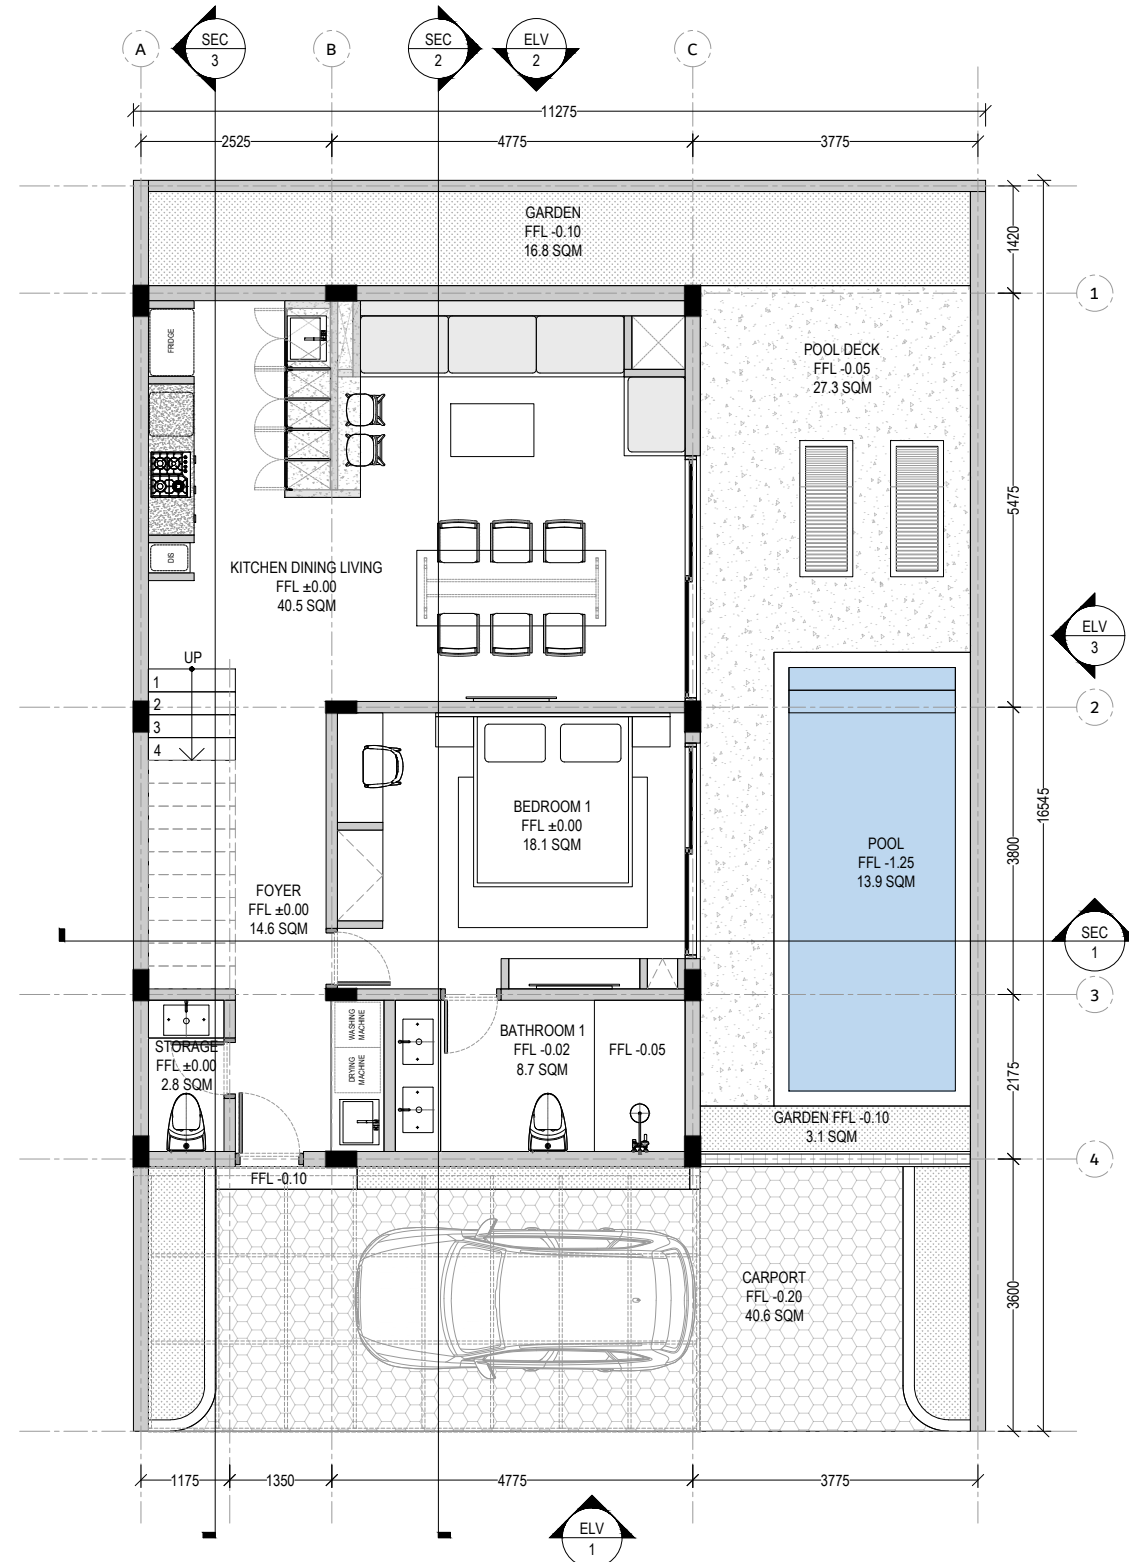 A
SEC
3
B
SEC
2
ELV
2
C
11275
2525
4775
3775
GARDEN
FFL -0.10
16.8 SQM
1420
1
FRIDGE
POOL DECK
FFL -0.05
27.3 SQM
5475
DIS
KITCHEN DINING LIVING
FFL ±0.00
40.5 SQM
ELV
3
UP
1
2
3
4
2
16545
BEDROOM 1
FFL ±0.00
18.1 SQM
POOL
FFL -1.25
13.9 SQM
3800
FOYER
FFL ±0.00
14.6 SQM
SEC
1
3
WASHING
MACHINE
DRYING
MACHINE
STORAGE
FFL ±0.00
2.8 SQM
BATHROOM 1
FFL -0.02
8.7 SQM
FFL -0.05
2175
GARDEN FFL -0.10
3.1 SQM
4
FFL -0.10
CARPORT
FFL -0.20
40.6 SQM
3600
1175
1350
4775
3775
ELV
1